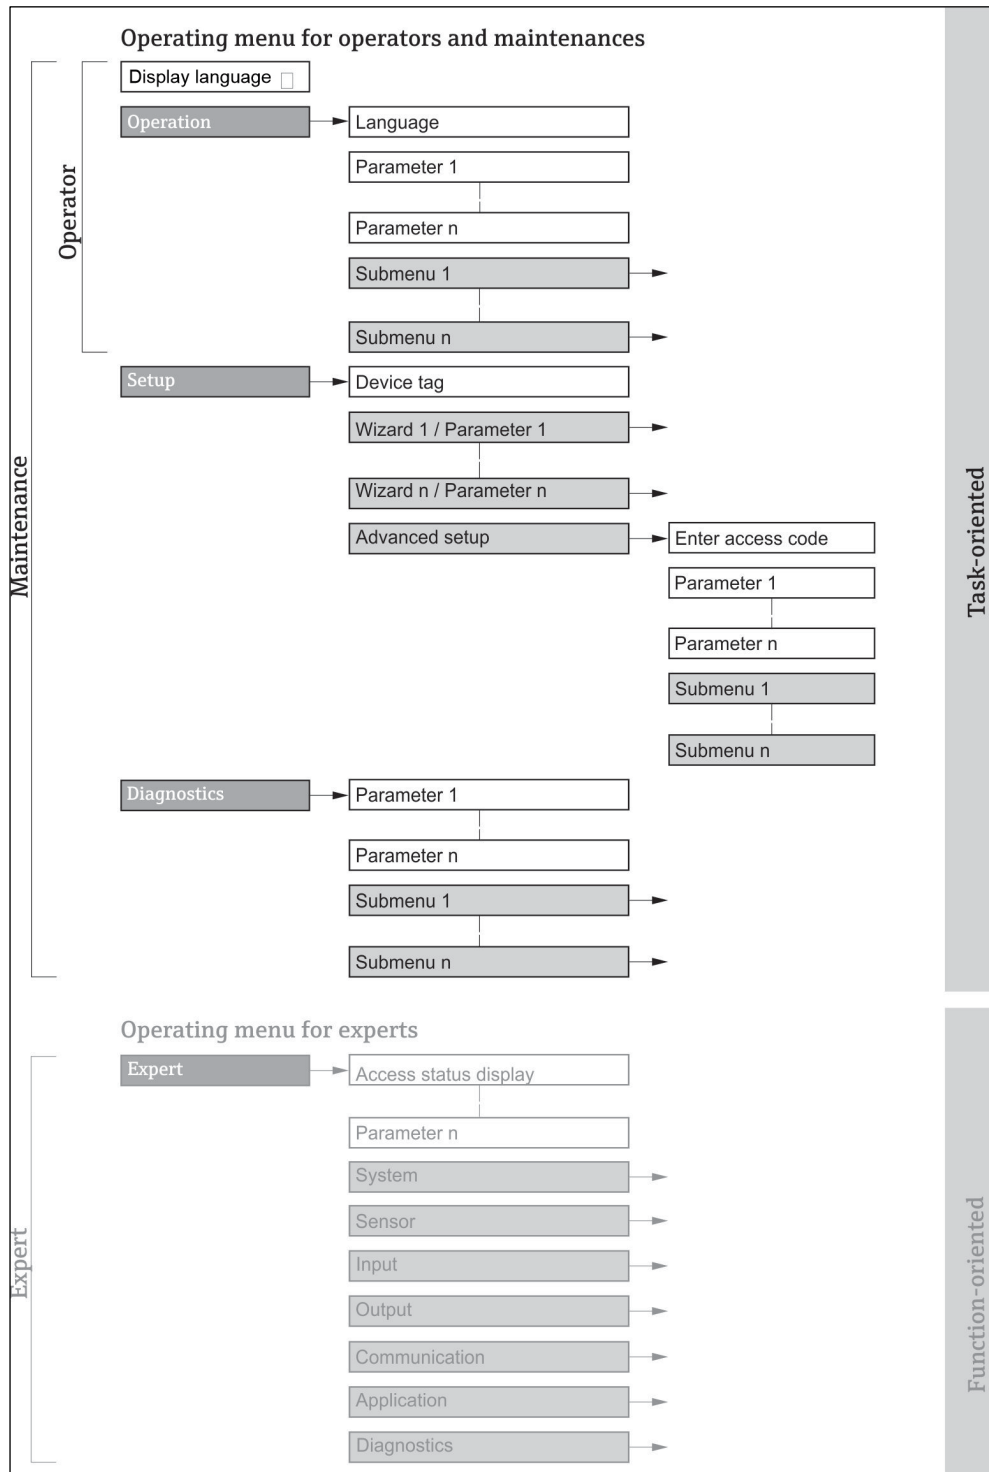 Operating menu for operators and maintenances
Display language
Operation
Language
Parameter 1
Parameter n
Submenu 1
Submenu n
Operator
Setup
Device tag
Wizard 1 / Parameter 1
Wizard n / Parameter n
Advanced setup
Enter access code
Parameter 1
Parameter n
Submenu 1
Submenu n
Maintenance
Task-oriented
Diagnostics
Parameter 1
Parameter n
Submenu 1
Submenu n
Operating menu for experts
Expert
Access status display
Parameter n
System
Sensor
Input
Output
Communication
Application
Diagnostics
Expert
Function-oriented